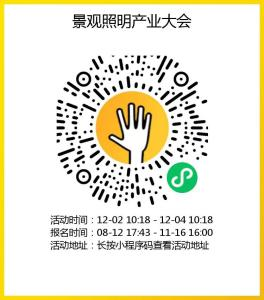 景观照明产业大会
活动时间：12-02 10:18 - 12-04 10:18
报名时间：08-12 17:43 - 11-16 16:00
活动地址：长按小程序码查看活动地址